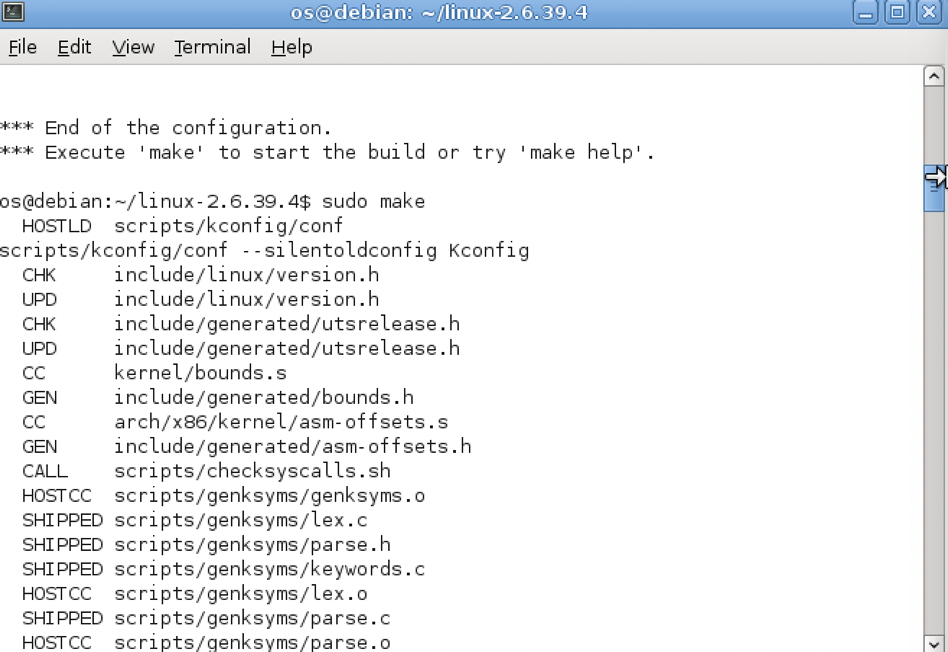 os@debian: ~/linux-2.6.39.4
File Edit View Terminal Help
*** End of the configuration.
*** Execute 'make' to start the build or try 'make help'.
os@debian:~/linux-2.6.39.4$ sudo make
  HOSTLD  scripts/kconfig/conf
scripts/kconfig/conf --silentoldconfig Kconfig
  CHK     include/linux/version.h
  UPD     include/linux/version.h
  CHK     include/generated/utsrelease.h
  UPD     include/generated/utsrelease.h
  CC      kernel/bounds.s
  GEN     include/generated/bounds.h
  CC      arch/x86/kernel/asm-offsets.s
  GEN     include/generated/asm-offsets.h
  CALL    scripts/checksyscalls.sh
  HOSTCC  scripts/genksyms/genksyms.o
  SHIPPED scripts/genksyms/lex.c
  SHIPPED scripts/genksyms/parse.h
  SHIPPED scripts/genksyms/keywords.c
  HOSTCC  scripts/genksyms/lex.o
  SHIPPED scripts/genksyms/parse.c
  HOSTCC  scripts/genksyms/parse.o